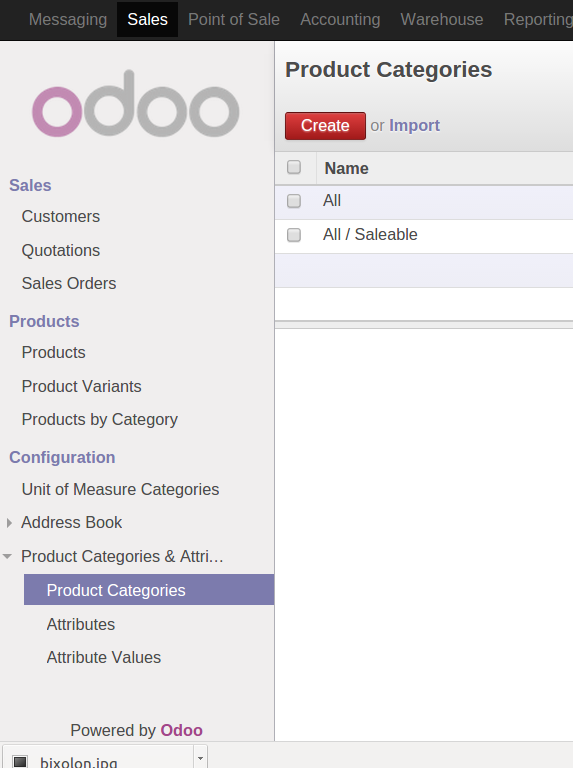 Messaging Sales Point of Sale Accounting Warehouse Reporting
odoo
Sales
Customers
Quotations
Sales Orders
Products
Products
Product Variants
Products by Category
Configuration
Unit of Measure Categories
Address Book
Product Categories & Attri...
Product Categories
Attributes
Attribute Values
Powered by Odoo
Product Categories
Create or Import
Name
All
All / Saleable
bixolon.jpg